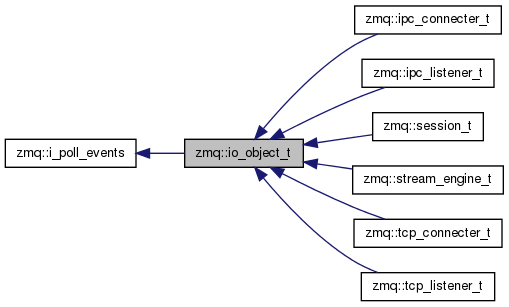 zmq::ipc_connecter_t
zmq::ipc_listener_t
zmq::session_t
zmq::i_poll_events
zmq::io_object_t
zmq::stream_engine_t
zmq::tcp_connecter_t
zmq::tcp_listener_t